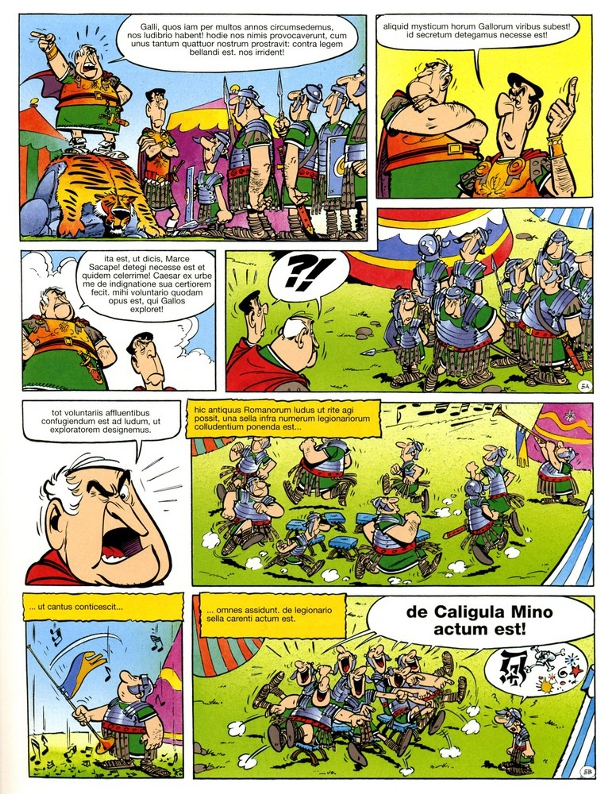 Galli, quos iam per multos annos circumsedemus,
nos ludibrio habent! hodie nos nimis provocaverunt, cum
unus tantum quattuor nostrum prostravit: contra legem
bellandi est. nos irrident!
aliquid mysticum horum Gallorum viribus subest!
id secretum detegamus necesse est!
ita est, ut dicis, Marce
Sacape! detegi necesse est et
quidem celerrime! Caesar ex urbe
me de indignatione sua certiorem
fecit. mihi voluntario quodam
opus est, qui Gallos
exploret!
?!
5A
tot voluntariis affluentibus
confugiendum est ad ludum, ut
exploratorem designemus.
hic antiquus Romanorum ludus ut rite agi
possit, una sella infra numerum legionariorum
colludentium ponenda est...
... ut cantus conticescit...
... omnes assidunt. de legionario
sella carenti actum est.
de Caligula Mino
actum est!
5B